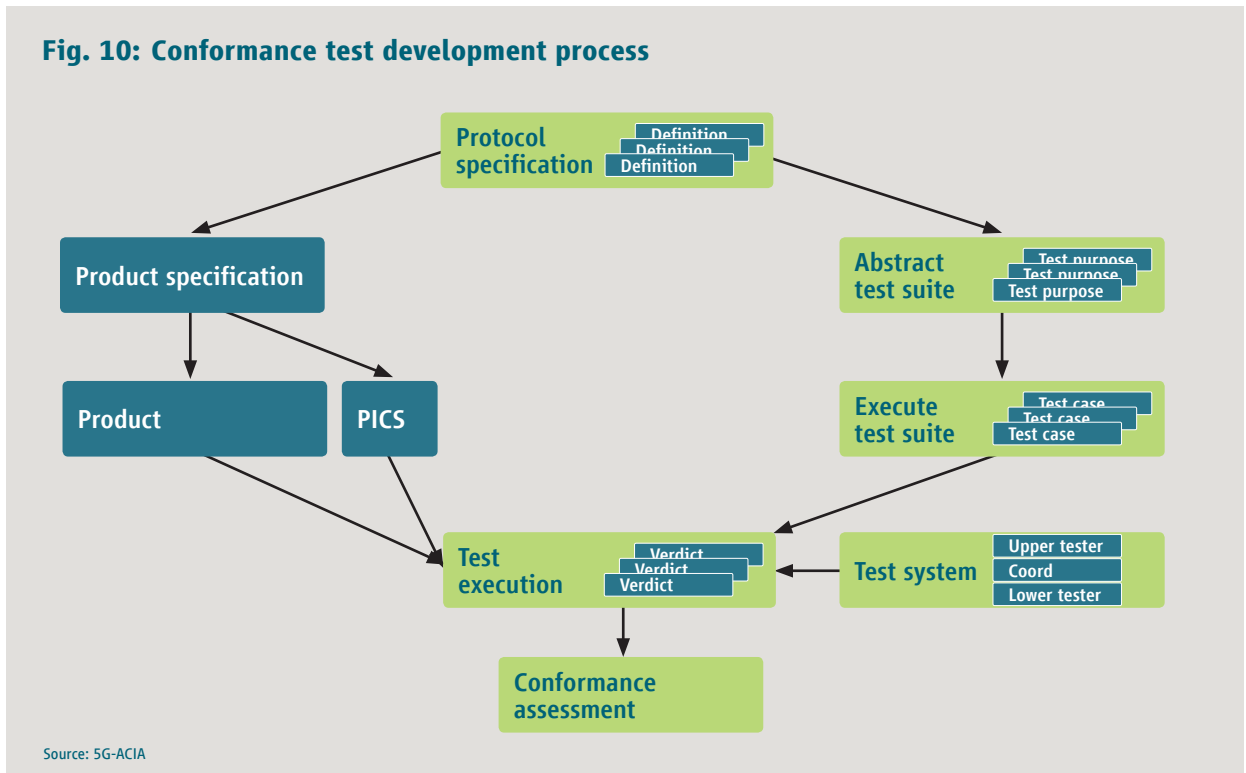 Fig. 10: Conformance test development process
Protocol
specification
Definition
Definition
Definition
Product specification
Abstract
test suite
Test purpose
Test purpose
Test purpose
Product
PICS
Execute
test suite
Test case
Test case
Test case
Test
execution
Verdict
Verdict
Verdict
Test system
Upper tester
Coord
Lower tester
Conformance
assessment
Source: 5G-ACIA